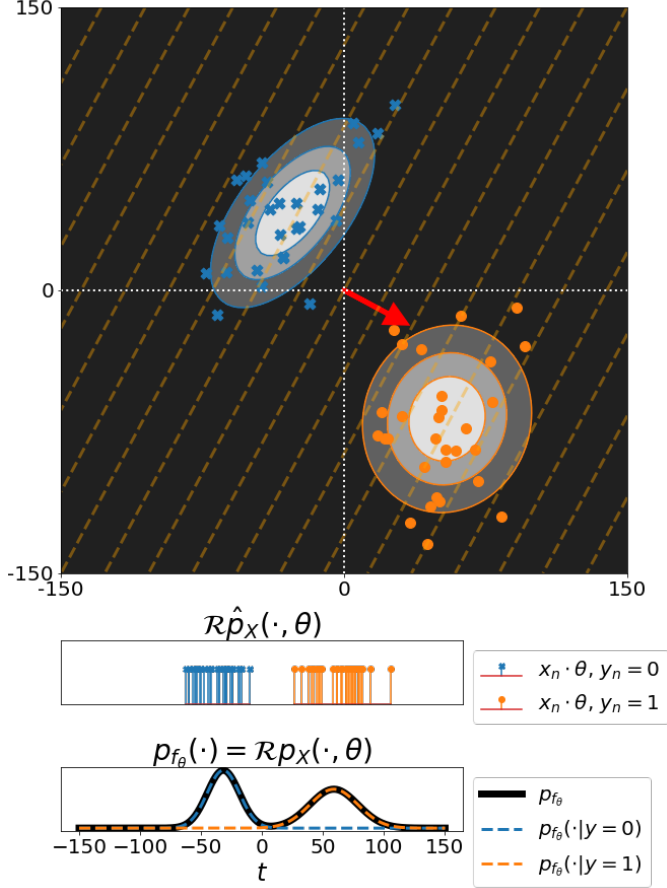 150
0
-150
-150 0 150
ℛp̂_X(·, θ)
x_n · θ, y_n = 0
x_n · θ, y_n = 1
p_{f_θ}(·) = ℛp_X(·, θ)
p_{f_θ}
p_{f_θ}(·|y = 0)
p_{f_θ}(·|y = 1)
−150 −100 −50 0 50 100 150
t